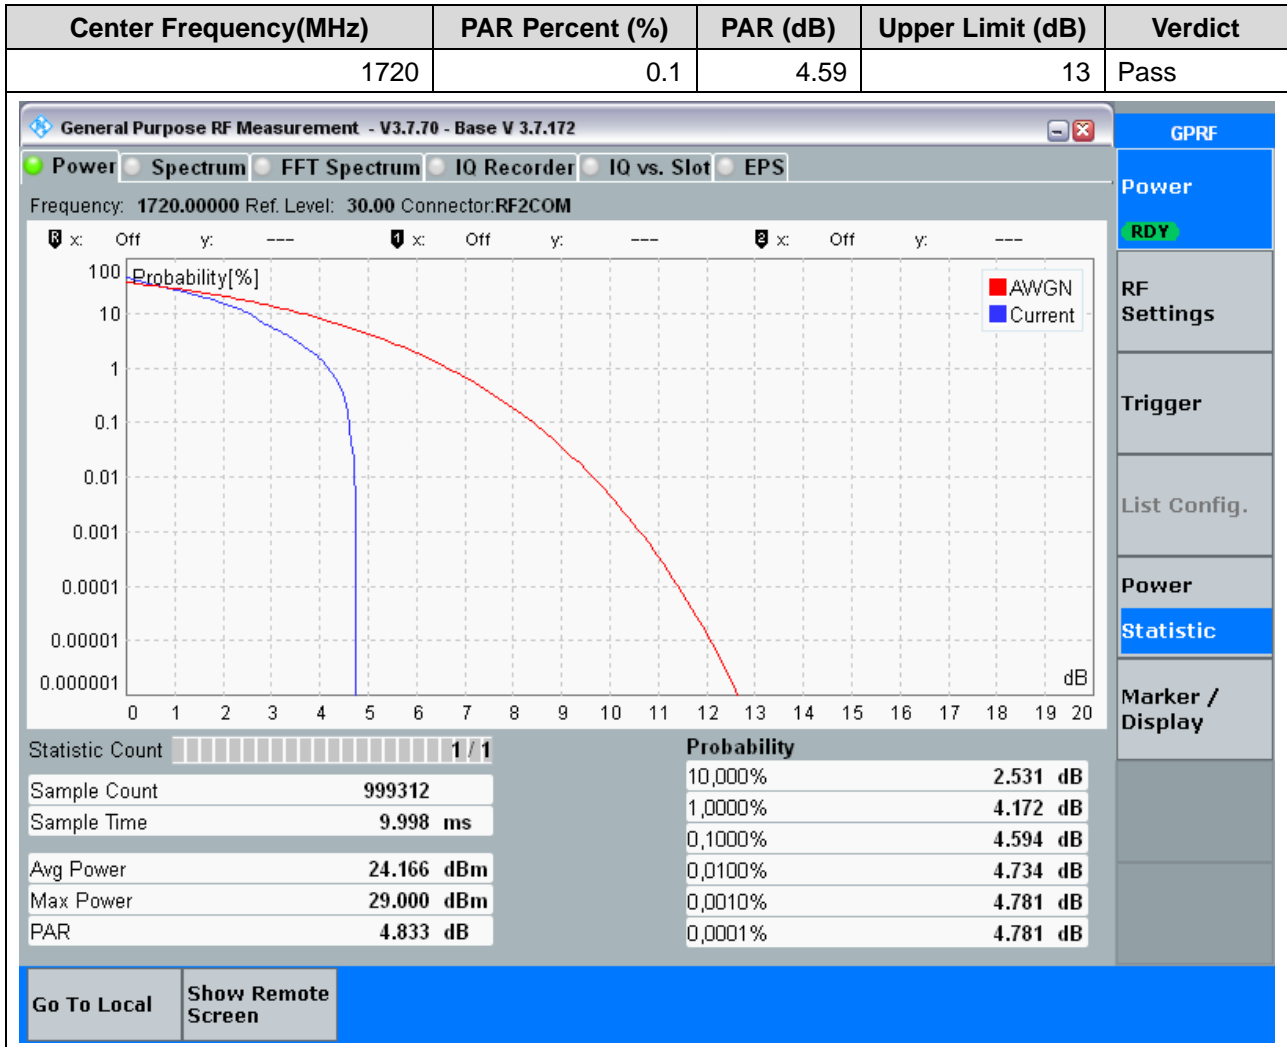 Center Frequency(MHz) PAR Percent (%) PAR (dB) Upper Limit (dB) Verdict
1720 0.1 4.59 13 Pass
General Purpose RF Measurement - V3.7.70 - Base V 3.7.172
GPRF
Power Spectrum FFT Spectrum IQ Recorder IQ vs. Slot EPS
Frequency: 1720.00000 Ref. Level: 30.00 Connector:RF2COM
R x: Off y: --- 1 x: Off y: --- 2 x: Off y: ---
Probability[%]
100
10
1
0.1
0.01
0.001
0.0001
0.00001
0.000001
AWGN
Current
dB
0 1 2 3 4 5 6 7 8 9 10 11 12 13 14 15 16 17 18 19 20
Statistic Count 1 / 1
Sample Count 999312
Sample Time 9.998 ms
Avg Power 24.166 dBm
Max Power 29.000 dBm
PAR 4.833 dB
Probability
10,000% 2.531 dB
1,0000% 4.172 dB
0,1000% 4.594 dB
0,0100% 4.734 dB
0,0010% 4.781 dB
0,0001% 4.781 dB
Power
RDY
RF
Settings
Trigger
List Config.
Power
Statistic
Marker /
Display
Go To Local
Show Remote
Screen